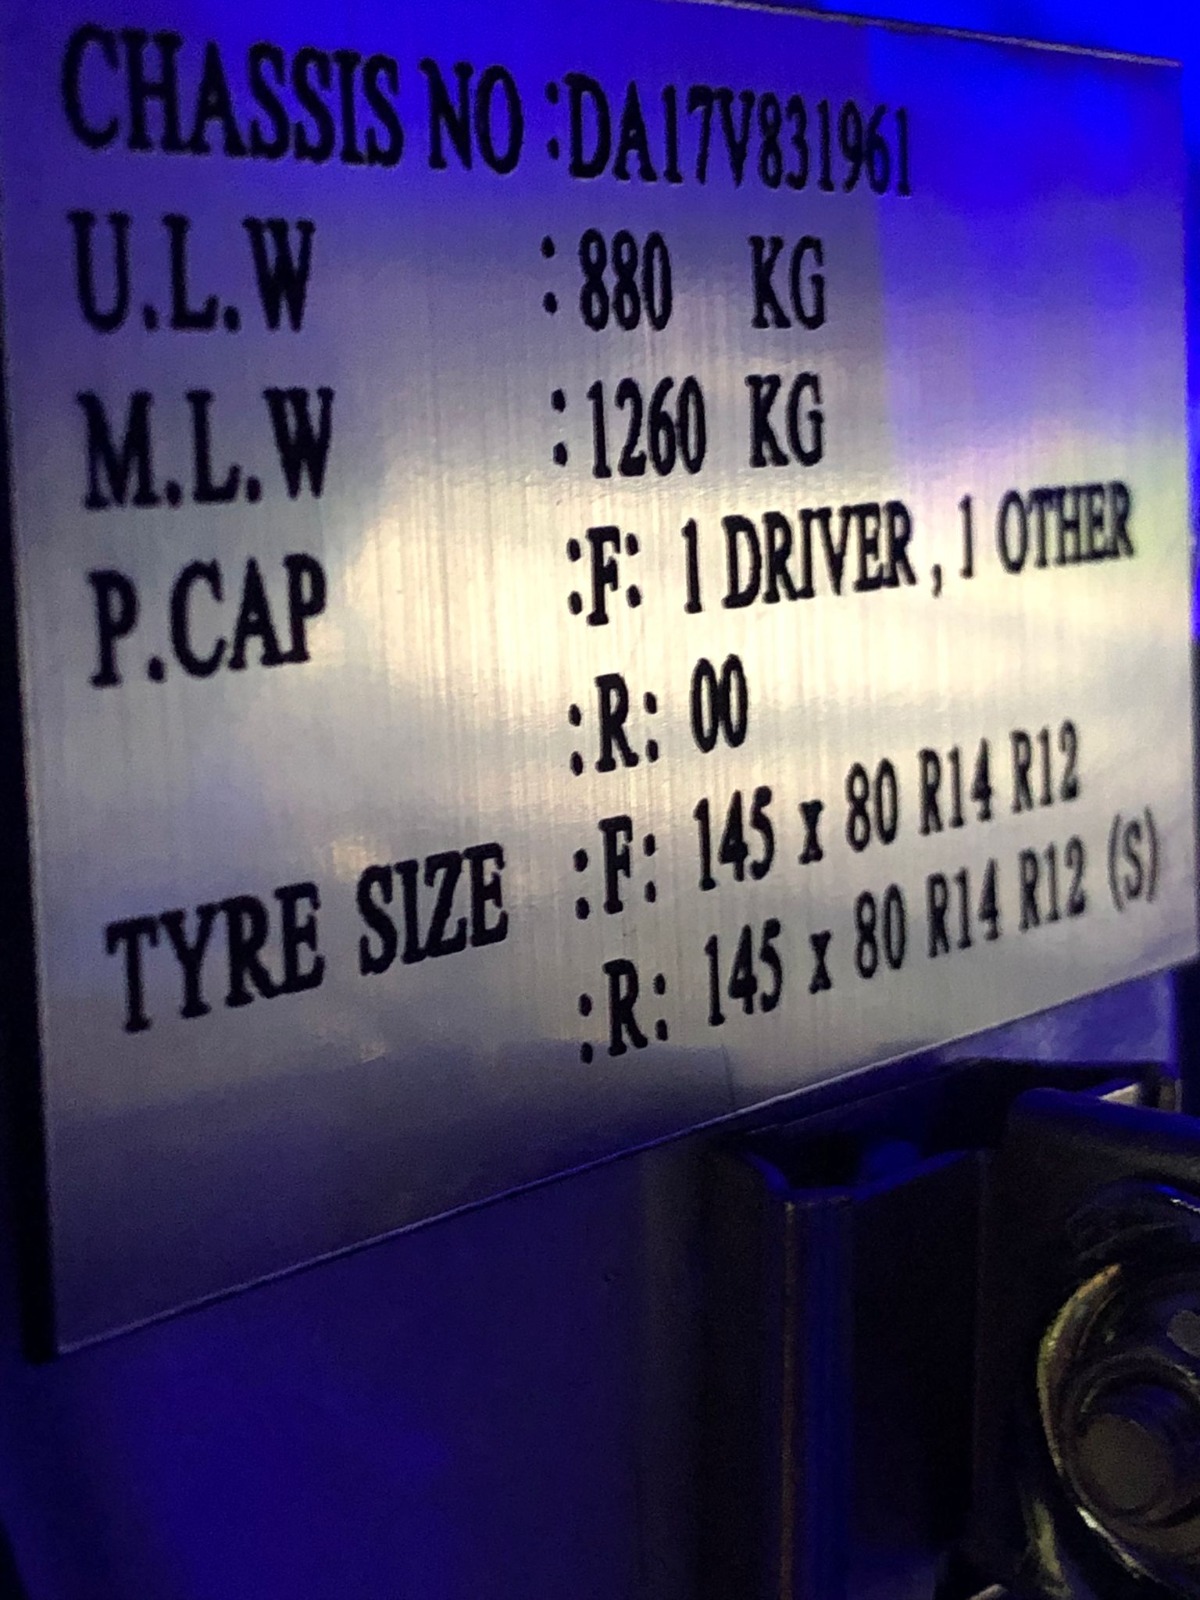 CHASSIS NO :DA17V831961
U.L.W : 880 KG
M.L.W : 1260 KG
P.CAP :F: 1 DRIVER , 1 OTHER
:R: 00
TYRE SIZE :F: 145 x 80 R14 R12
:R: 145 x 80 R14 R12 (S)